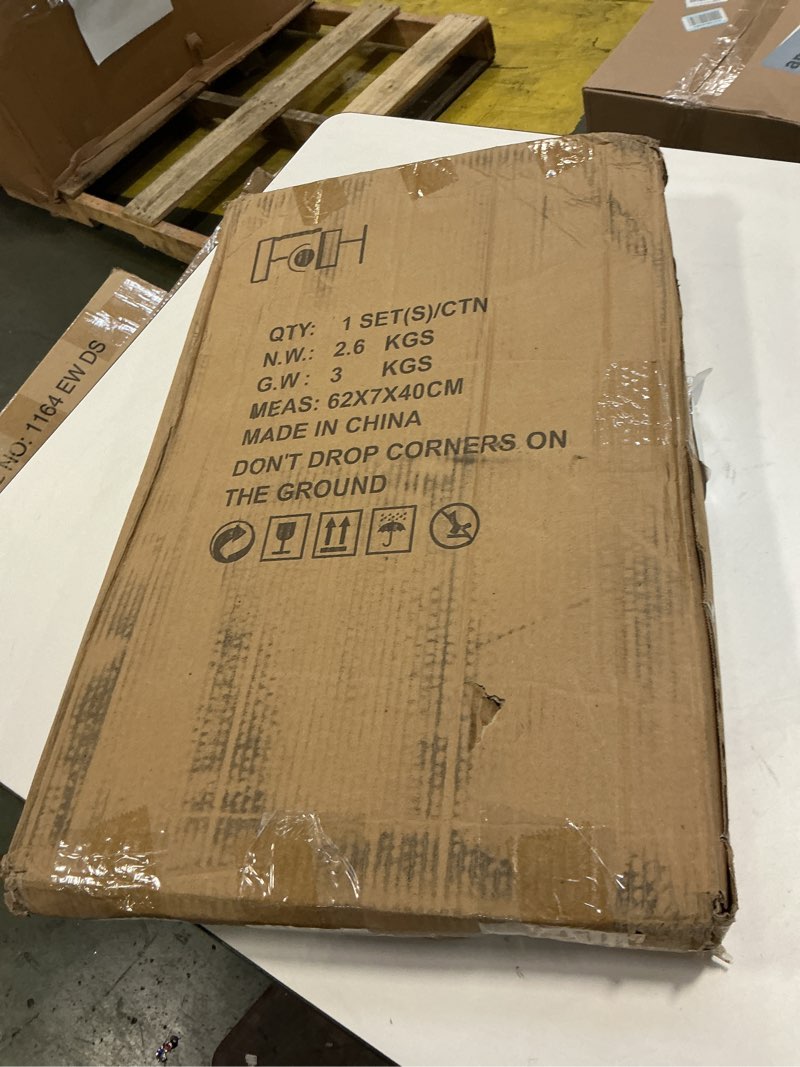 QTY: 1 SET(S)/CTN
N.W.: 2.6 KGS
G.W: 3 KGS
MEAS: 62X7X40CM
MADE IN CHINA
DON'T DROP CORNERS ON
THE GROUND
NO: 1164 EW DS